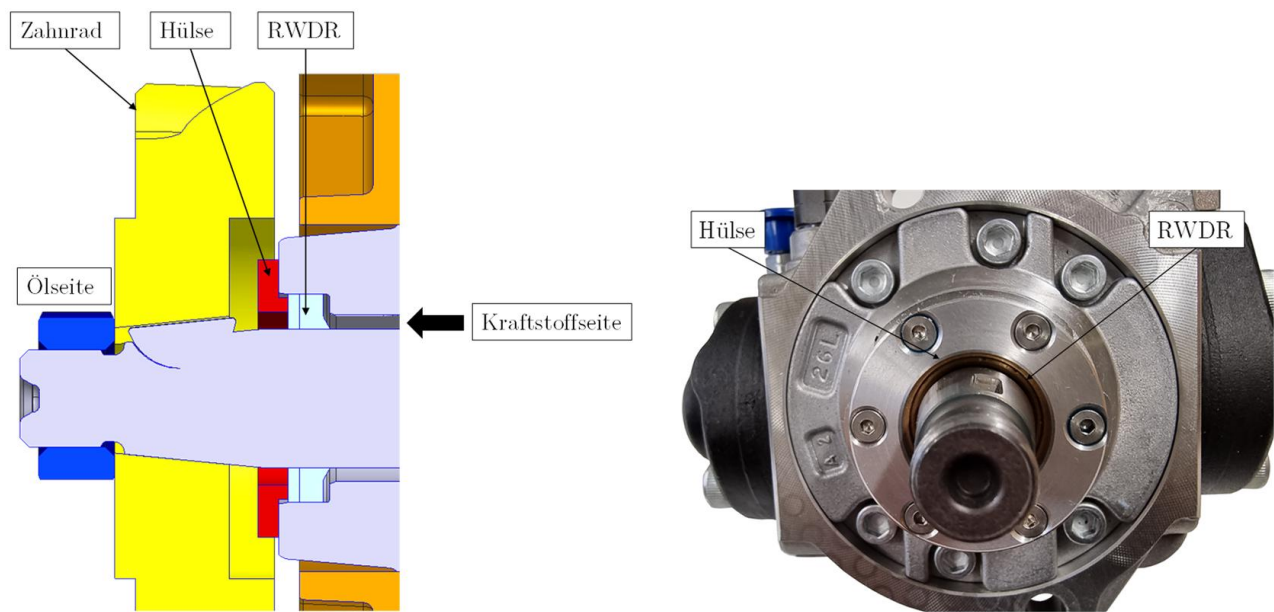 Zahnrad
Hülse
RWDR
Ölseite
Kraftstoffseite
Hülse
RWDR
26L
A2